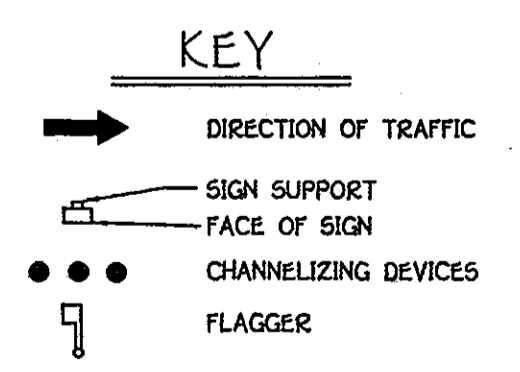 KEY
DIRECTION OF TRAFFIC
SIGN SUPPORT
FACE OF SIGN
CHANNELIZING DEVICES
FLAGGER